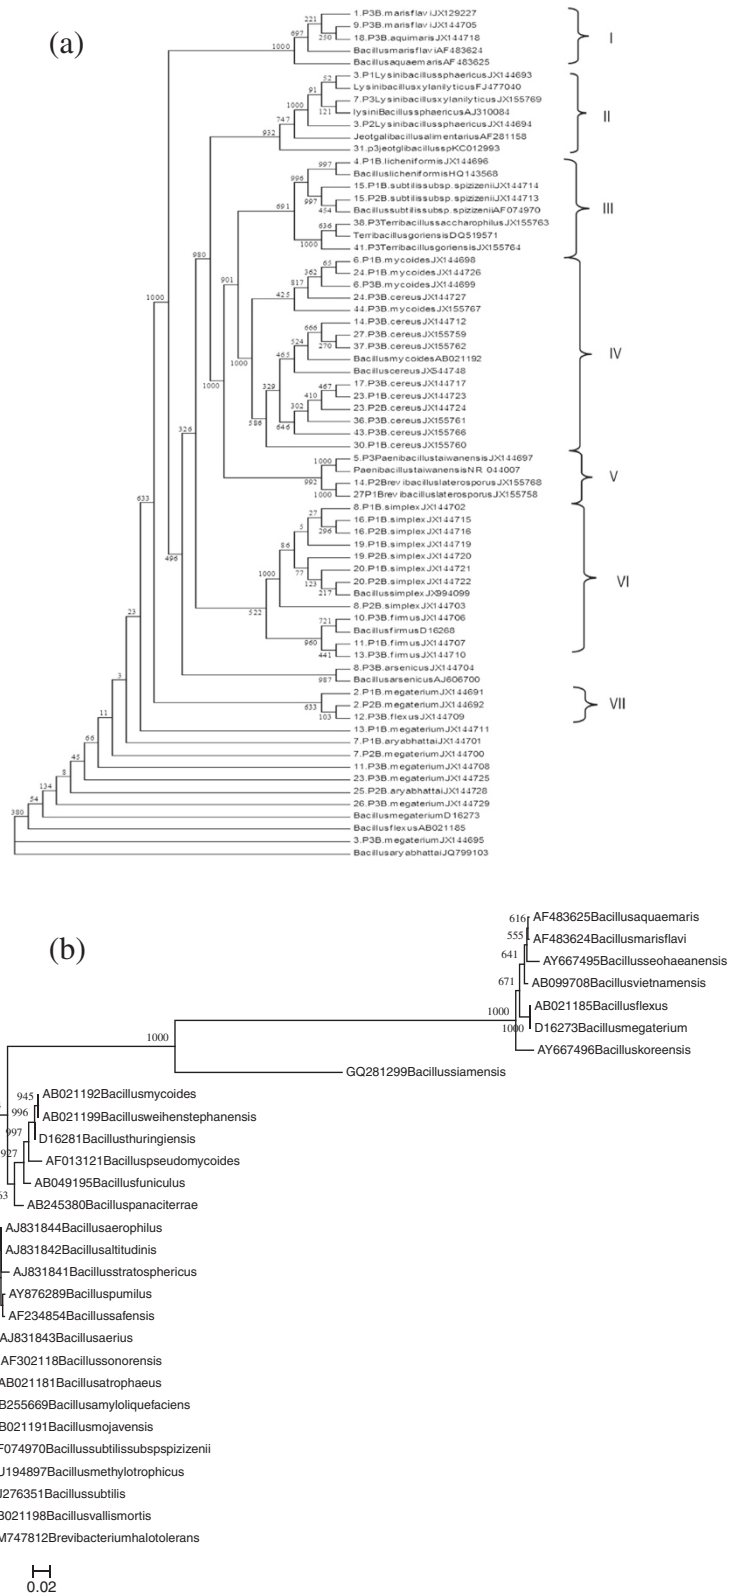 (a)
1.P3B.marisflaviJX129227
9.P3B.marisflaviJX144705
18.P3B.aquimarisJX144718
BacillusmarisflaviAF483624
BacillusaquaemarisAF483625
221
697
250
1000
I
3.P1LysinibacillussphaericusJX144693
LysinibacillusxylanilyticusFJ477040
7.P3LysinibacillusxylanilyticusJX155769
lysiniBacillussphaericusAJ310084
3.P2LysinibacillussphaericusJX144694
JeotgalibacillusalimentariusAF281158
31.p3jeotglibacillusspKC012993
52
91
121
1000
747
932
II
4.P1B.licheniformisJX144696
BacilluslicheniformisHQ143568
15.P1B.subtilissubsp.spizizeniiJX144714
15.P2B.subtilissubsp.spizizeniiJX144713
Bacillussubtilissubsp.spizizeniiAF074970
38.P3TerribacillussaccharophilusJX155763
TerribacillusgoriensisDQ519571
41.P3TerribacillusgoriensisJX155764
997
996
997
454
691
636
1000
III
6.P1B.mycoidesJX144698
24.P1B.mycoidesJX144726
6.P3B.mycoidesJX144699
24.P3B.cereusJX144727
44.P3B.mycoidesJX155767
14.P3B.cereusJX144712
27.P3B.cereusJX155759
37.P3B.cereusJX155762
BacillusmycoidesAB021192
BacilluscereusJX544748
17.P3B.cereusJX144717
23.P1B.cereusJX144723
23.P2B.cereusJX144724
36.P3B.cereusJX155761
43.P3B.cereusJX155766
30.P1B.cereusJX155760
65
362
817
425
666
270
524
465
329
467
410
302
646
586
IV
5.P3PaenibacillustaiwanensisJX144697
PaenibacillustaiwanensisNR 044007
14.P2BrevibacilluslaterosporusJX155768
27P1BrevibacilluslaterosporusJX155758
1000
992
1000
V
8.P1B.simplexJX144702
16.P1B.simplexJX144715
16.P2B.simplexJX144716
19.P1B.simplexJX144719
19.P2B.simplexJX144720
20.P1B.simplexJX144721
20.P2B.simplexJX144722
BacillussimplexJX994099
8.P2B.simplexJX144703
10.P3B.firmusJX144706
BacillusfirmusD16268
11.P1B.firmusJX144707
13.P3B.firmusJX144710
27
296
5
86
77
123
217
1000
522
721
960
441
VI
8.P3B.arsenicusJX144704
BacillusarsenicusAJ606700
987
2.P1B.megateriumJX144691
2.P2B.megateriumJX144692
12.P3B.flexusJX144709
633
103
VII
13.P1B.megateriumJX144711
7.P1B.aryabhattaiJX144701
7.P2B.megateriumJX144700
11.P3B.megateriumJX144708
23.P3B.megateriumJX144725
25.P2B.aryabhattaiJX144728
26.P3B.megateriumJX144729
BacillusmegateriumD16273
BacillusflexusAB021185
3.P3B.megateriumJX144695
BacillusaryabhattaiJQ799103
980
901
1000
1000
1000
326
496
633
23
3
11
66
45
8
134
54
380
(b)
616
AF483625Bacillusaquaemaris
555
AF483624Bacillusmarisflavi
641
AY667495Bacillusseohaeanensis
671
AB099708Bacillusvietnamensis
AB021185Bacillusflexus
1000
1000
D16273Bacillusmegaterium
1000
AY667496Bacilluskoreensis
GQ281299Bacillussiamensis
945
AB021192Bacillusmycoides
996
AB021199Bacillusweihenstephanensis
997
D16281Bacillusthuringiensis
927
AF013121Bacilluspseudomycoides
AB049195Bacillusfuniculus
63
AB245380Bacilluspanaciterrae
AJ831844Bacillusaerophilus
AJ831842Bacillusaltitudinis
AJ831841Bacillusstratosphericus
AY876289Bacilluspumilus
AF234854Bacillussafensis
AJ831843Bacillusaerius
AF302118Bacillussonorensis
AB021181Bacillusatrophaeus
B255669Bacillusamyloliquefaciens
B021191Bacillusmojavensis
F074970Bacillussubtilissubspspizizenii
U194897Bacillusmethylotrophicus
J276351Bacillussubtilis
B021198Bacillusvallismortis
M747812Brevibacteriumhalotolerans
0.02